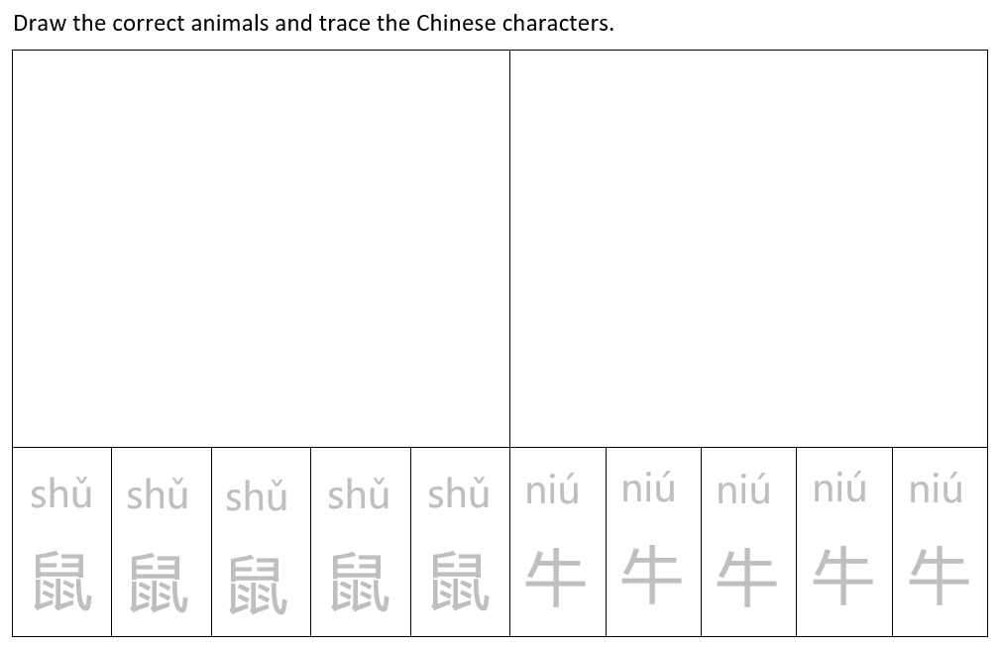 Draw the correct animals and trace the Chinese characters.
shǔ shǔ shǔ shǔ shǔ niú niú niú niú niú
鼠 鼠 鼠 鼠 鼠 牛 牛 牛 牛 牛